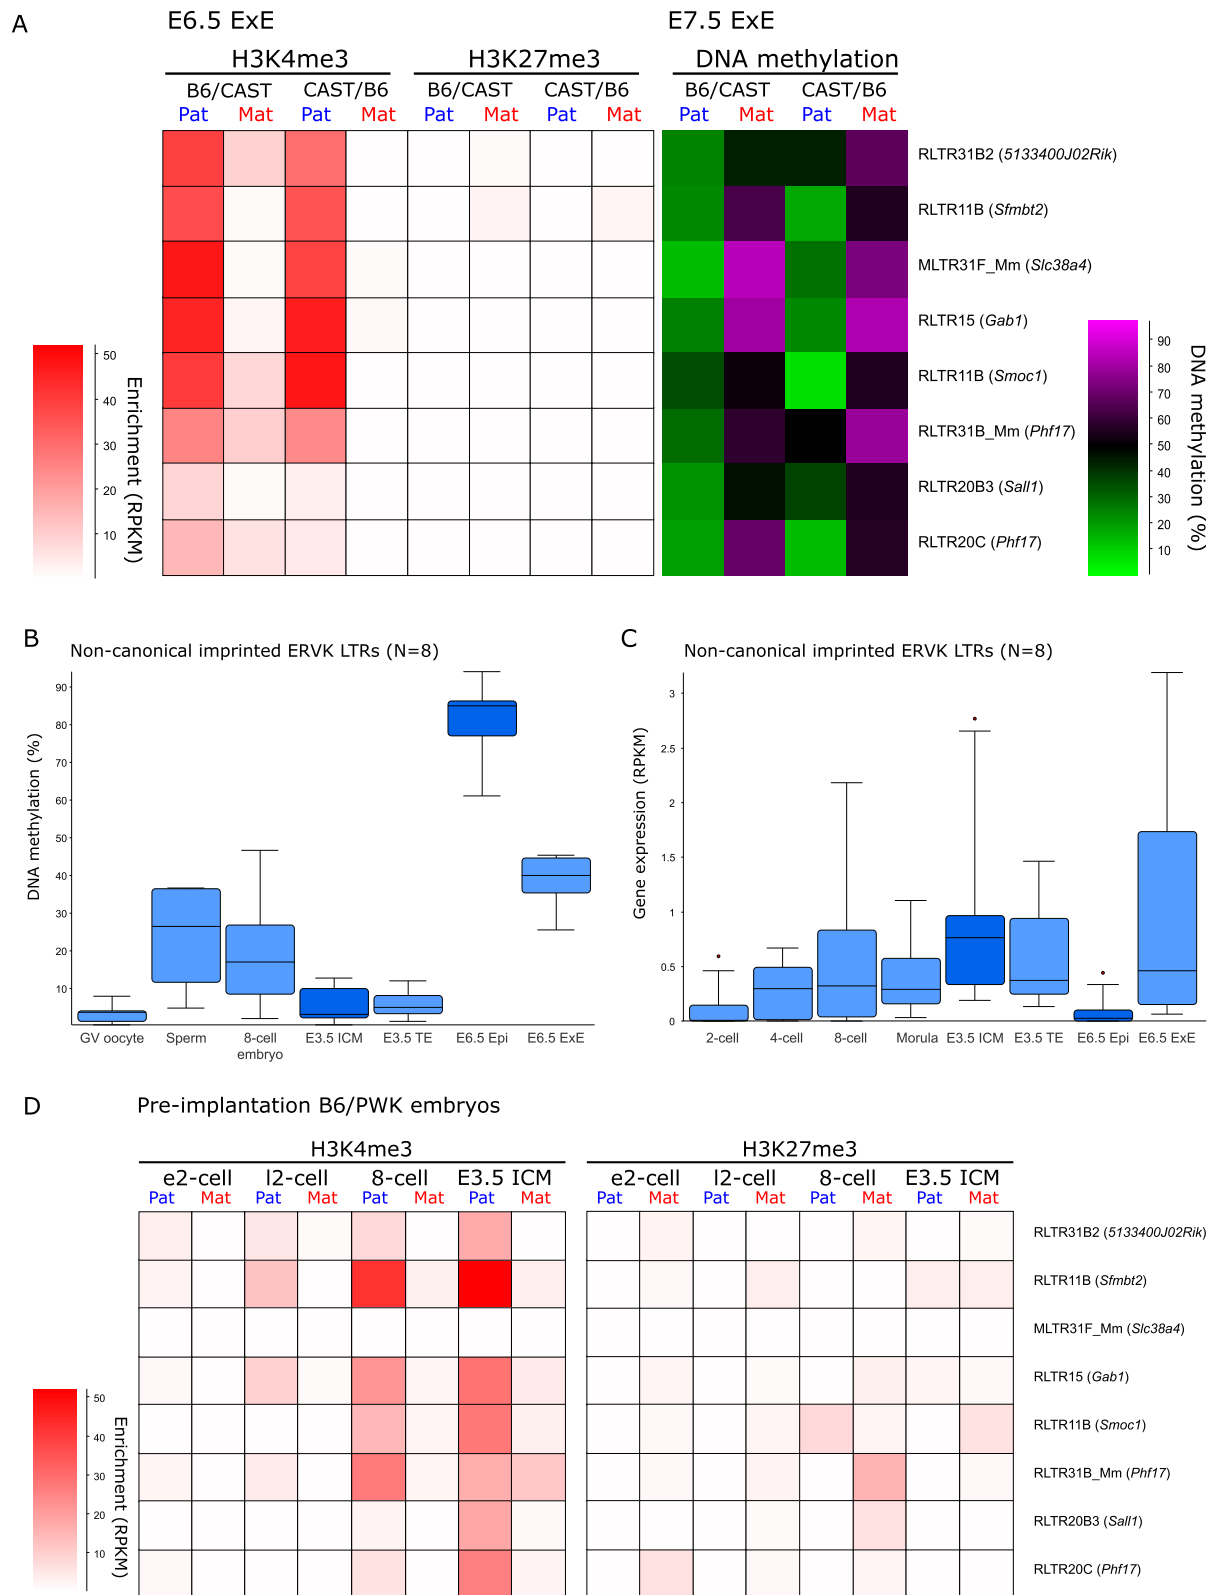 A
E6.5 ExE
E7.5 ExE
H3K4me3
H3K27me3
DNA methylation
B6/CAST
CAST/B6
B6/CAST
CAST/B6
B6/CAST
CAST/B6
Pat
Mat
Pat
Mat
Pat
Mat
Pat
Mat
Pat
Mat
Pat
Mat
RLTR31B2 (5133400J02Rik)
RLTR11B (Sfmbt2)
MLTR31F_Mm (Slc38a4)
RLTR15 (Gab1)
RLTR11B (Smoc1)
RLTR31B_Mm (Phf17)
RLTR20B3 (Sall1)
RLTR20C (Phf17)
50
40
30
20
10
Enrichment (RPKM)
90
80
70
60
50
40
30
20
10
DNA methylation (%)
B
Non-canonical imprinted ERVK LTRs (N=8)
DNA methylation (%)
90
80
70
60
50
40
30
20
10
GV oocyte
Sperm
8-cell
embryo
E3.5 ICM
E3.5 TE
E6.5 Epi
E6.5 ExE
C
Non-canonical imprinted ERVK LTRs (N=8)
Gene expression (RPKM)
3
2.5
2
1.5
1
0.5
0
2-cell
4-cell
8-cell
Morula
E3.5 ICM
E3.5 TE
E6.5 Epi
E6.5 ExE
D
Pre-implantation B6/PWK embryos
H3K4me3
H3K27me3
e2-cell
l2-cell
8-cell
E3.5 ICM
e2-cell
l2-cell
8-cell
E3.5 ICM
Pat
Mat
Pat
Mat
Pat
Mat
Pat
Mat
Pat
Mat
Pat
Mat
Pat
Mat
Pat
Mat
RLTR31B2 (5133400J02Rik)
RLTR11B (Sfmbt2)
MLTR31F_Mm (Slc38a4)
RLTR15 (Gab1)
RLTR11B (Smoc1)
RLTR31B_Mm (Phf17)
RLTR20B3 (Sall1)
RLTR20C (Phf17)
50
40
30
20
10
Enrichment (RPKM)